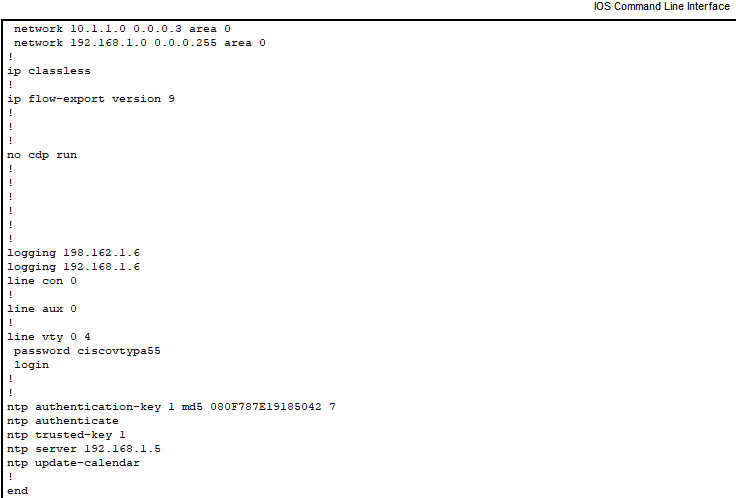 IOS Command Line Interface
network 10.1.1.0 0.0.0.3 area 0
network 192.168.1.0 0.0.0.255 area 0
!
ip classless
!
ip flow-export version 9
!
!
!
no cdp run
!
!
!
!
!
!
logging 198.162.1.6
logging 192.168.1.6
line con 0
!
line aux 0
!
line vty 0 4
password ciscovtypa55
login
!
!
ntp authentication-key 1 md5 080F787E19185042 7
ntp authenticate
ntp trusted-key 1
ntp server 192.168.1.5
ntp update-calendar
!
end